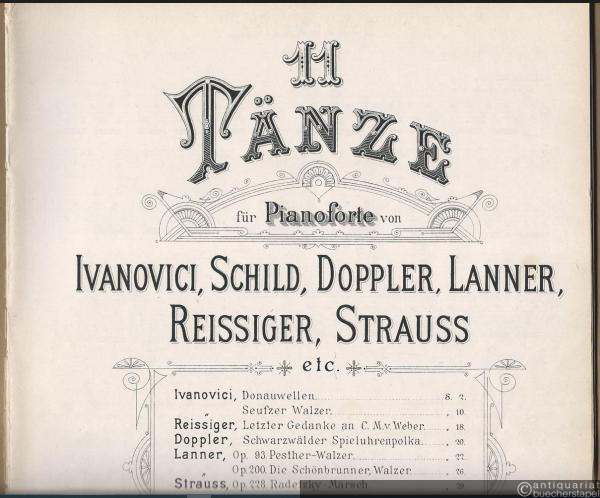 11
TÄNZE
für Pianoforte von
IVANOVICI, SCHILD, DOPPLER, LANNER,
REISSIGER, STRAUSS
etc.
Ivanovici, Donauwellen S. 2.
" Seufzer Walzer " 10.
Reissiger, Letzter Gedanke an C. M. v. Weber " 18.
Doppler, Schwarzwälder Spieluhrenpolka " 20.
Lanner, Op. 93. Pesther-Walzer " 22.
" Op. 200. Die Schönbrunner, Walzer " 26.
Strauss, Op. 228. Radetzky-Marsch " 29.
©antiquariat
buecherstapel